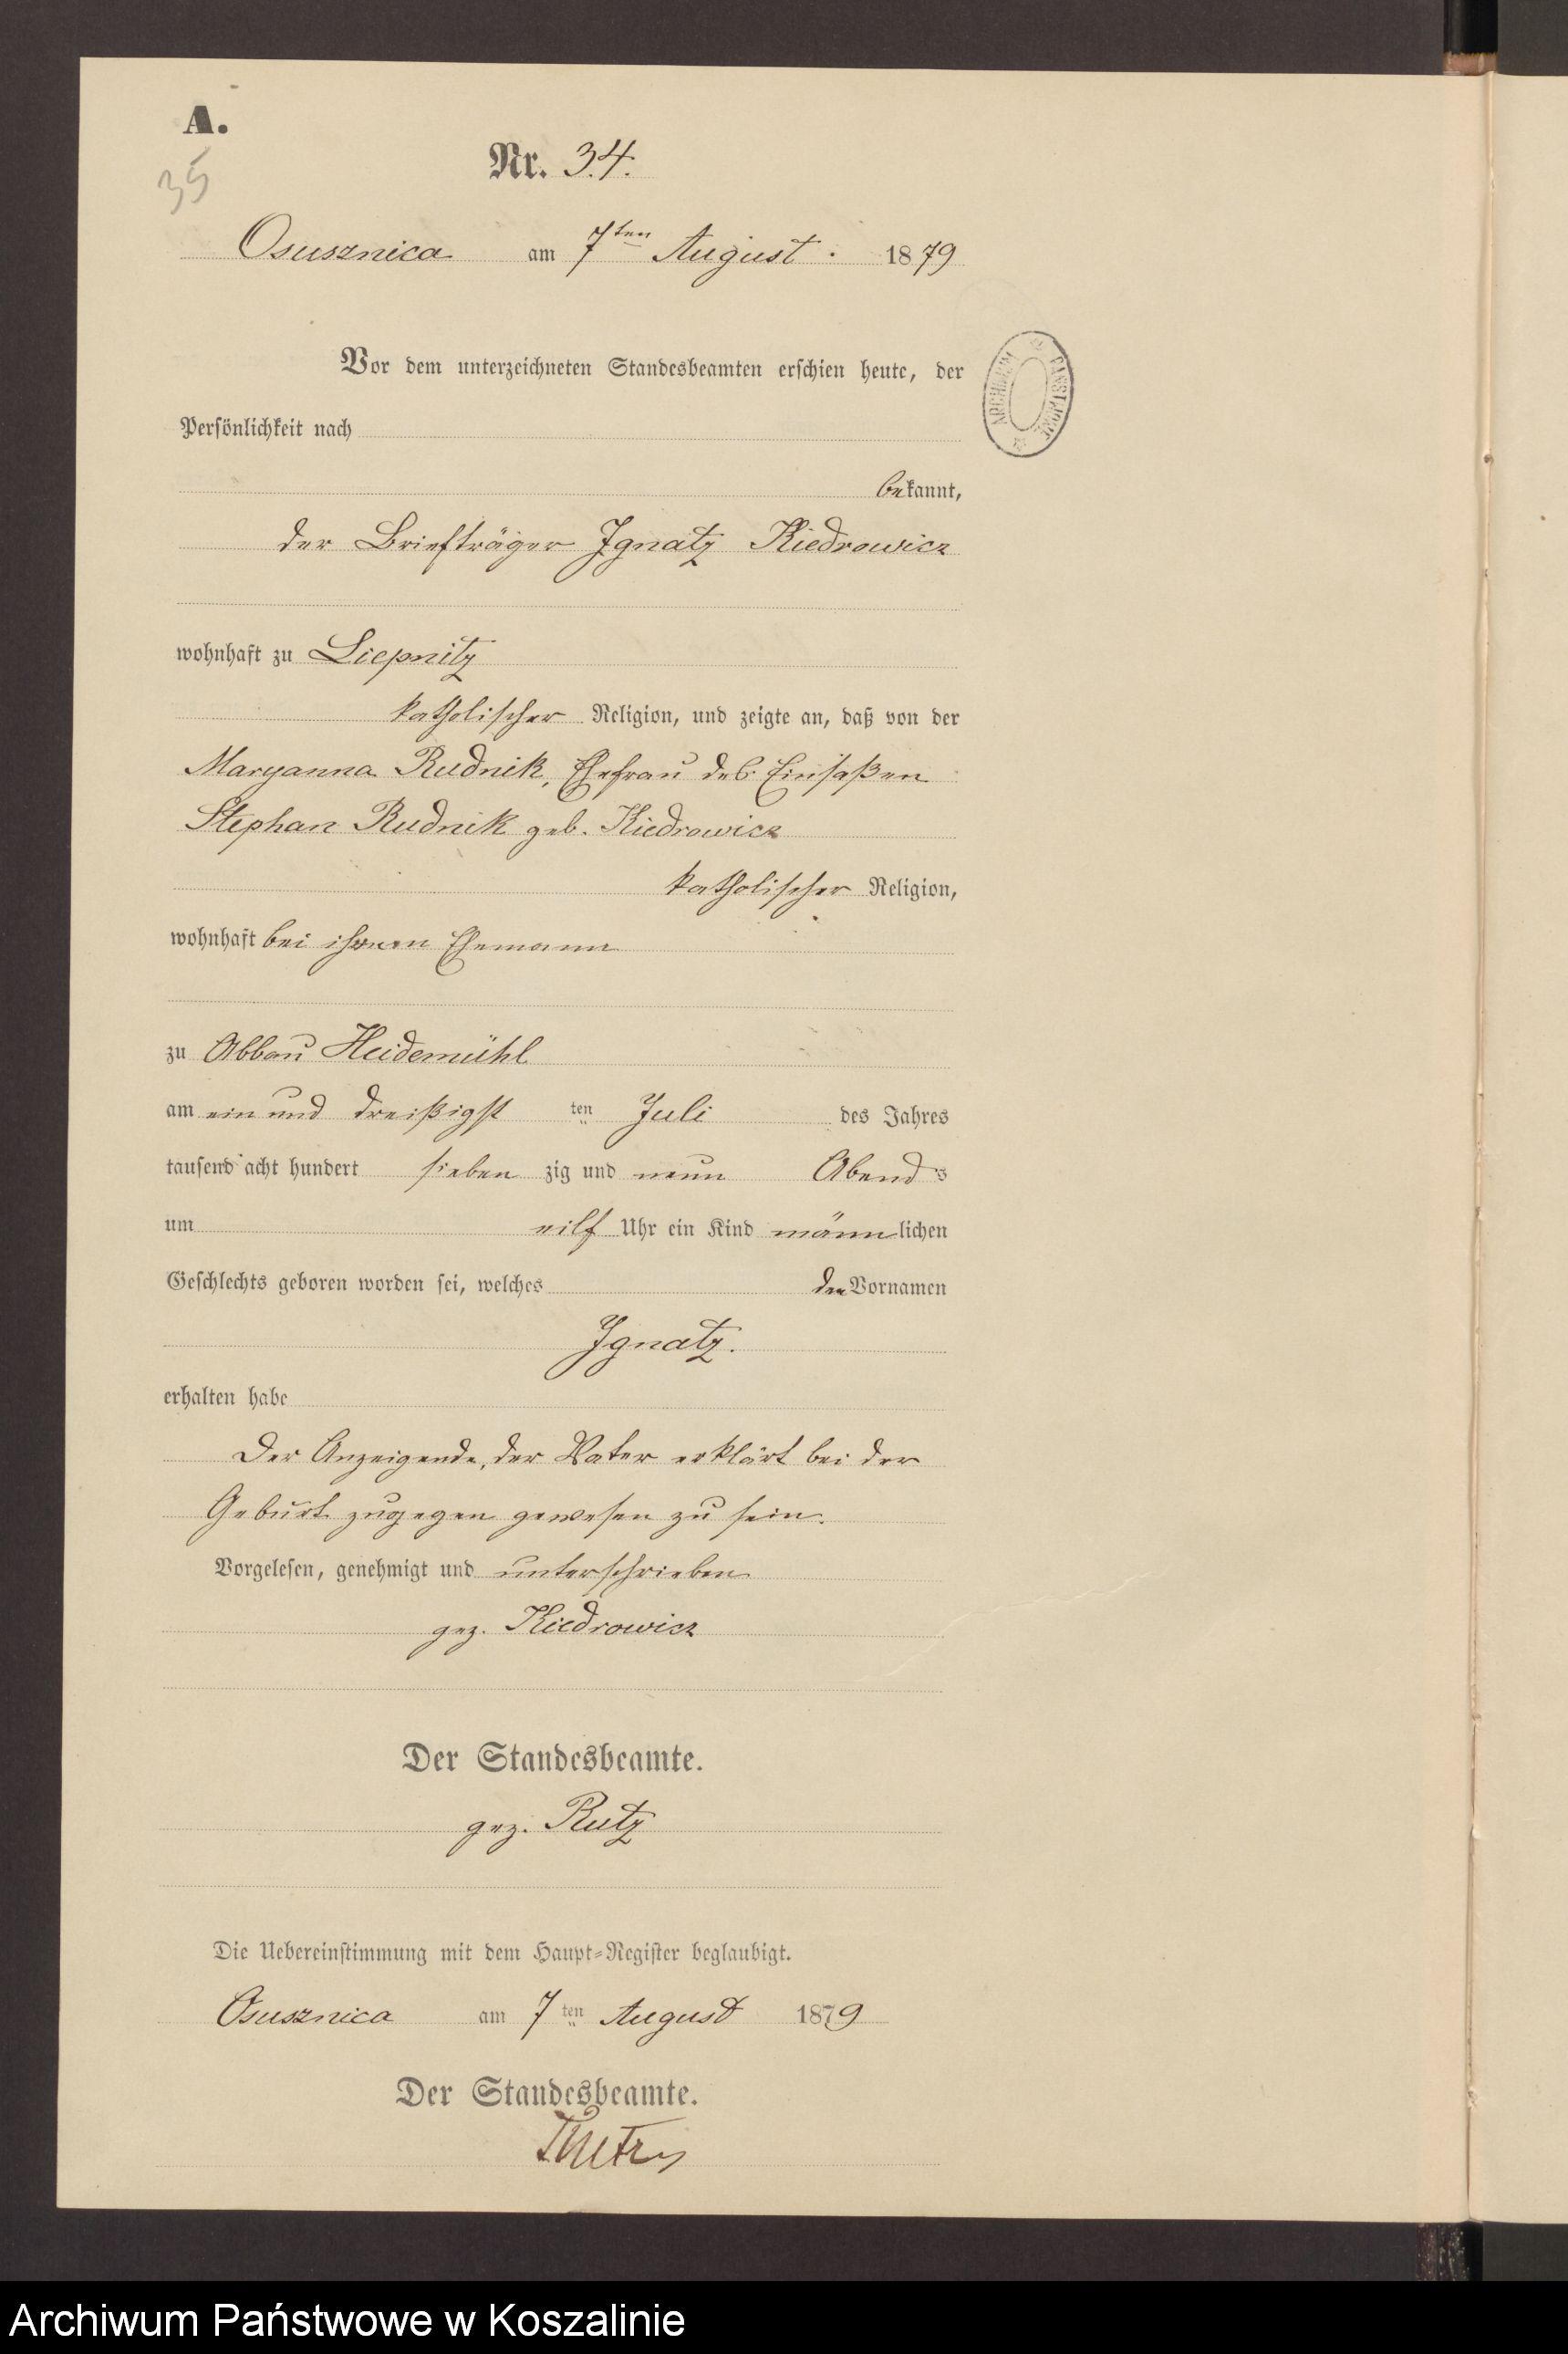 A.
35
Nr. 34.
Osusznica am 7ten August. 1879
Vor dem unterzeichneten Standesbeamten erschien heute, der
Persönlichkeit nach
bekannt,
der Briefträger Ignatz Kiedrowicz
wohnhaft zu Liepnitz
katholischer Religion, und zeigte an, daß von der
Maryanna Rudnik, Ehefrau des Einsaßen
Stephan Rudnik geb. Kiedrowicz
katholischer Religion,
wohnhaft bei ihrem Ehemann
zu Abbau Heidemühl
am ein und dreißigst ten Juli des Jahres
tausend acht hundert sieben zig und neun Abends
um eilf Uhr ein Kind männlichen
Geschlechts geboren worden sei, welches den Vornamen
Ignatz.
erhalten habe
Der Anzeigende, der Vater erklärt bei der
Geburt zugegen gewesen zu sein.
Vorgelesen, genehmigt und unterschrieben
gez. Kiedrowicz
Der Standesbeamte.
gez. Rutz
Die Uebereinstimmung mit dem Haupt-Register beglaubigt.
Osusznica am 7ten August 1879
Der Standesbeamte.
Archiwum Państwowe w Koszalinie